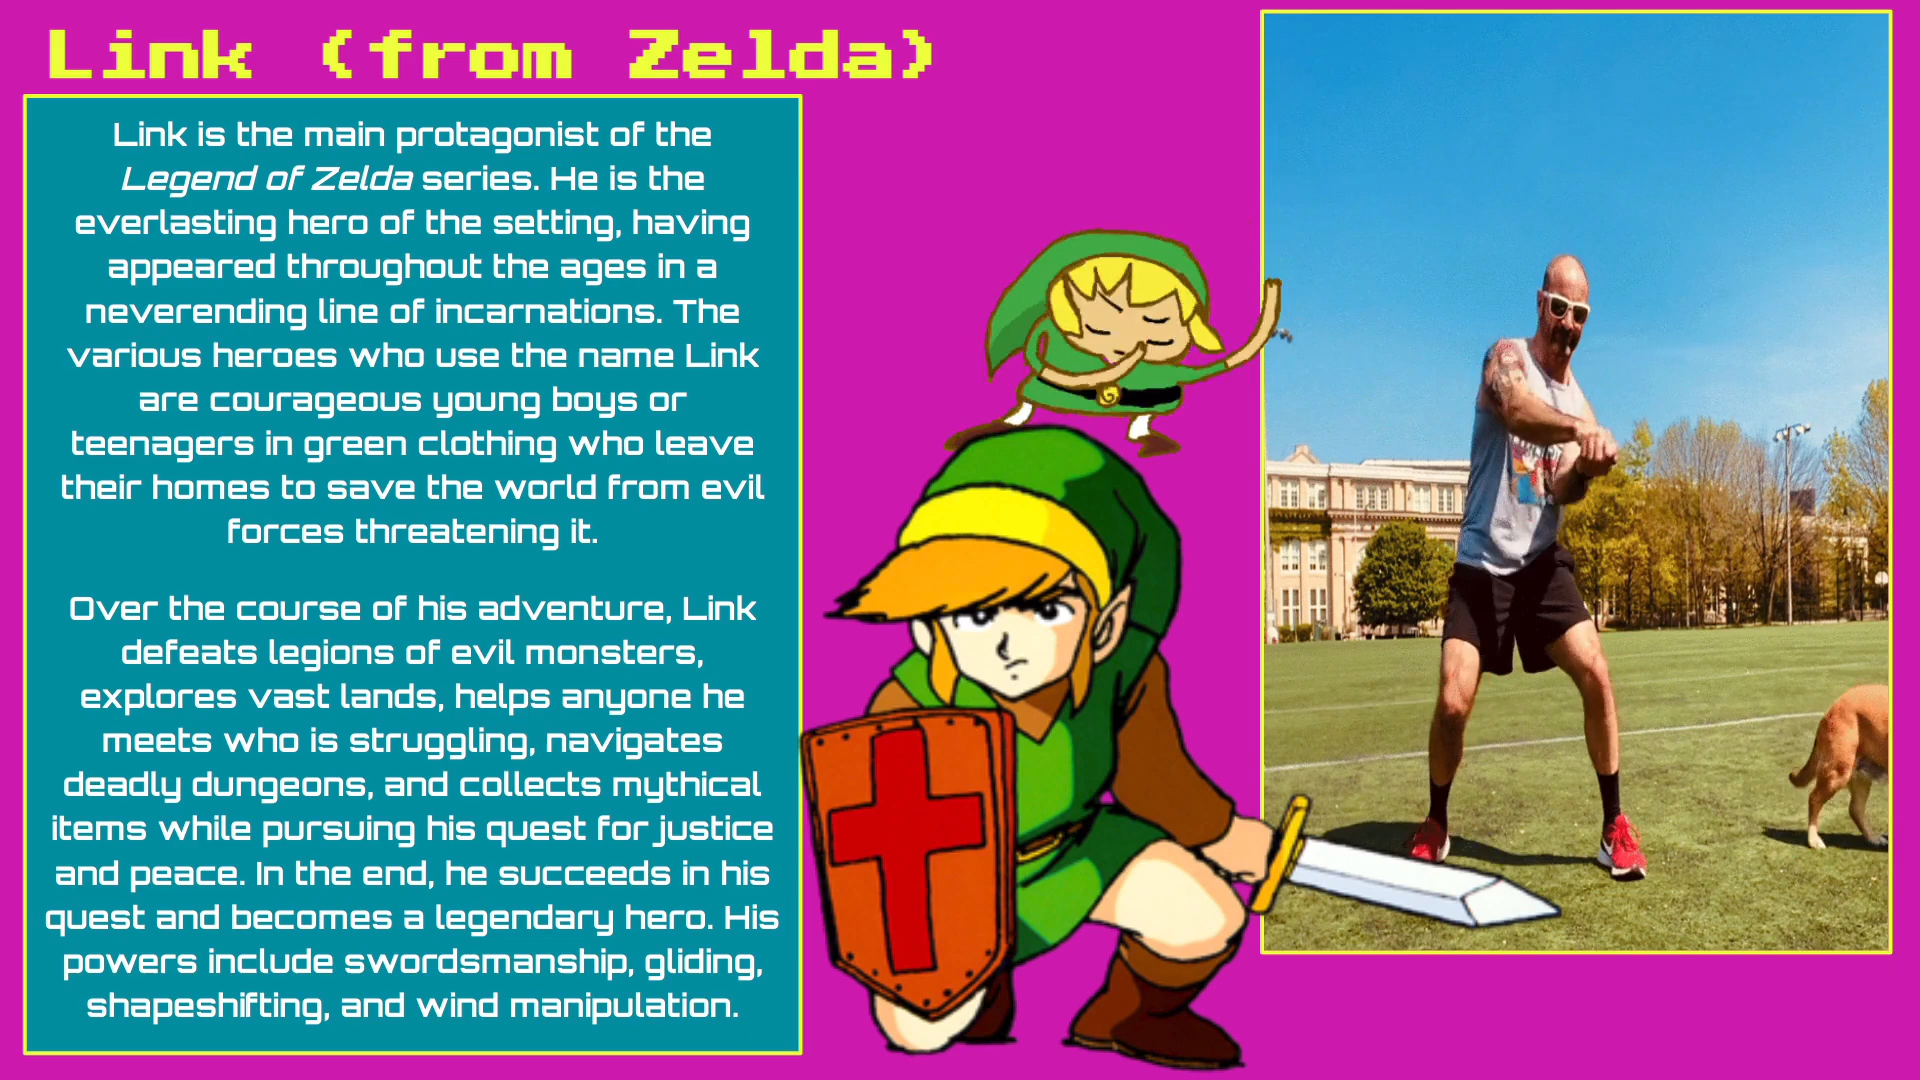 Link (from Zelda)
Link is the main protagonist of the
Legend of Zelda series. He is the
everlasting hero of the setting, having
appeared throughout the ages in a
neverending line of incarnations. The
various heroes who use the name Link
are courageous young boys or
teenagers in green clothing who leave
their homes to save the world from evil
forces threatening it.
Over the course of his adventure, Link
defeats legions of evil monsters,
explores vast lands, helps anyone he
meets who is struggling, navigates
deadly dungeons, and collects mythical
items while pursuing his quest for justice
and peace. In the end, he succeeds in his
quest and becomes a legendary hero. His
powers include swordsmanship, gliding,
shapeshifting, and wind manipulation.